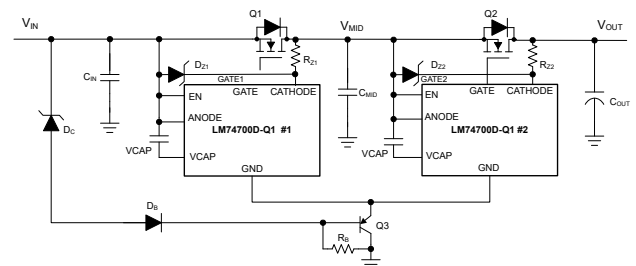 Q1
Q2
VIN
VMID
VOUT
DZ1
RZ1
DZ2
RZ2
GATE1
GATE2
CIN
GATE
CATHODE
CMID
GATE
CATHODE
EN
EN
COUT
ANODE
ANODE
LM74700D-Q1 #1
LM74700D-Q1 #2
DC
VCAP
VCAP
VCAP
VCAP
GND
GND
DB
Q3
RB